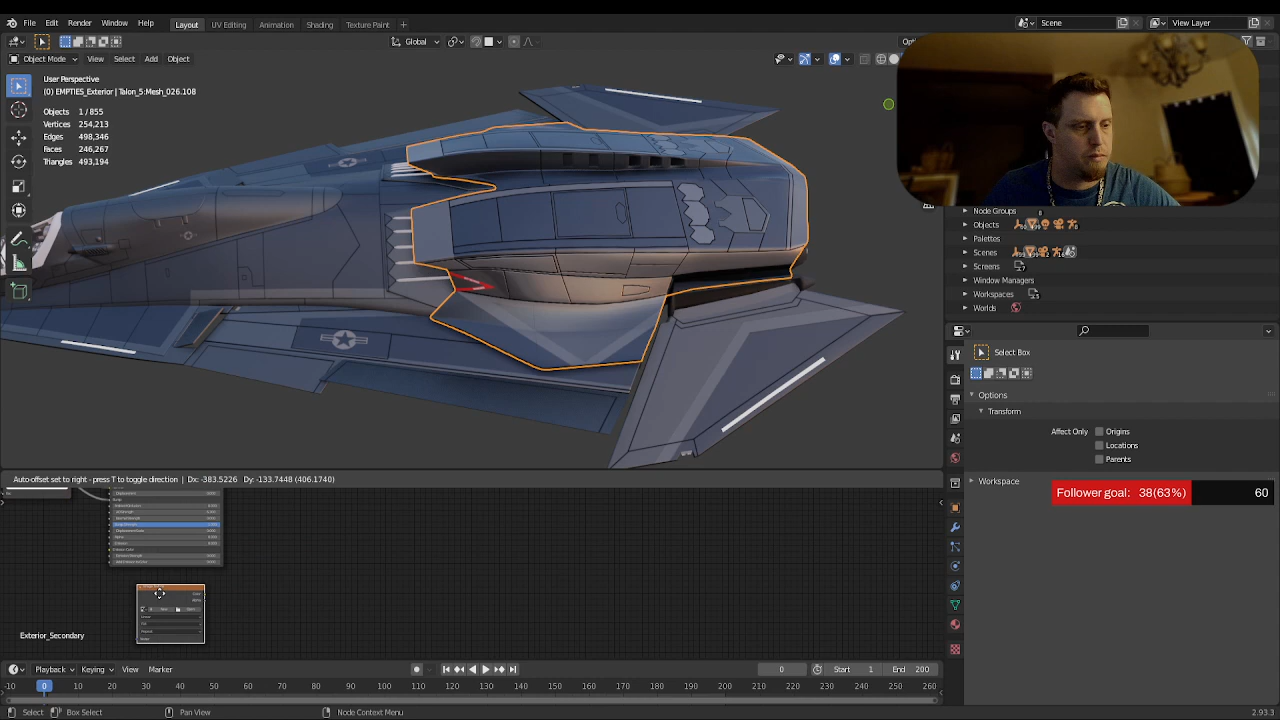 File Edit Render Window Help Layout UV Editing Animation Shading Texture Paint + Scene View Layer
Global
Object Mode View Select Add Object
User Perspective
(0) EMPTIES_Exterior | Talon_5:Mesh_026.108
Objects 1 / 855
Vertices 254,213
Edges 498,346
Faces 246,267
Triangles 493,194
Node Groups
Objects
Palettes
Scenes
Screens
Window Managers
Workspaces
Worlds
Select Box
Options
Transform
Affect Only Origins
Locations
Parents
Workspace
Follower goal: 38(63%) 60
Auto-offset set to right - press T to toggle direction | Dx: -383.5226 Dy: -133.7448 (406.1740)
Exterior_Secondary
Playback Keying View Marker 0 Start 1 End 200
-10 0 10 20 30 40 50 60 70 80 90 100 110 120 130 140 150 160 170 180 190 200 210 220 230 240 250 260
Select Box Select Pan View Node Context Menu 2.93.3